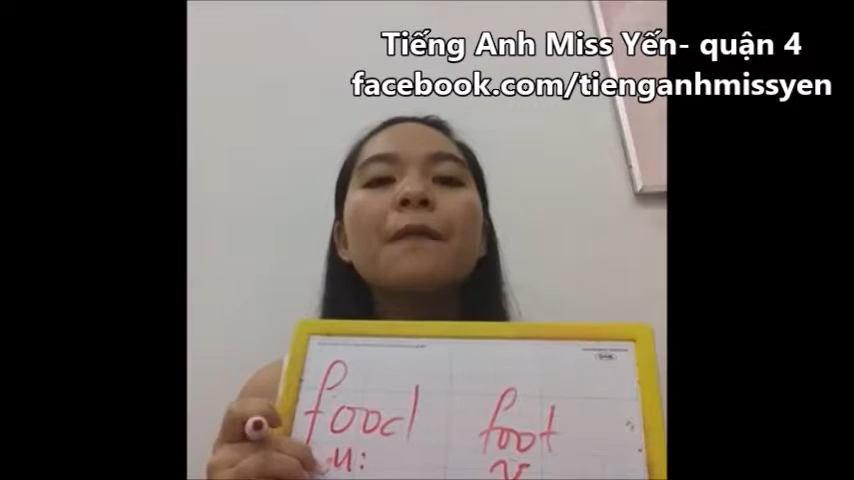 Tiếng Anh Miss Yến- quận 4
facebook.com/tienganhmissyen
food foot
u: ʊ